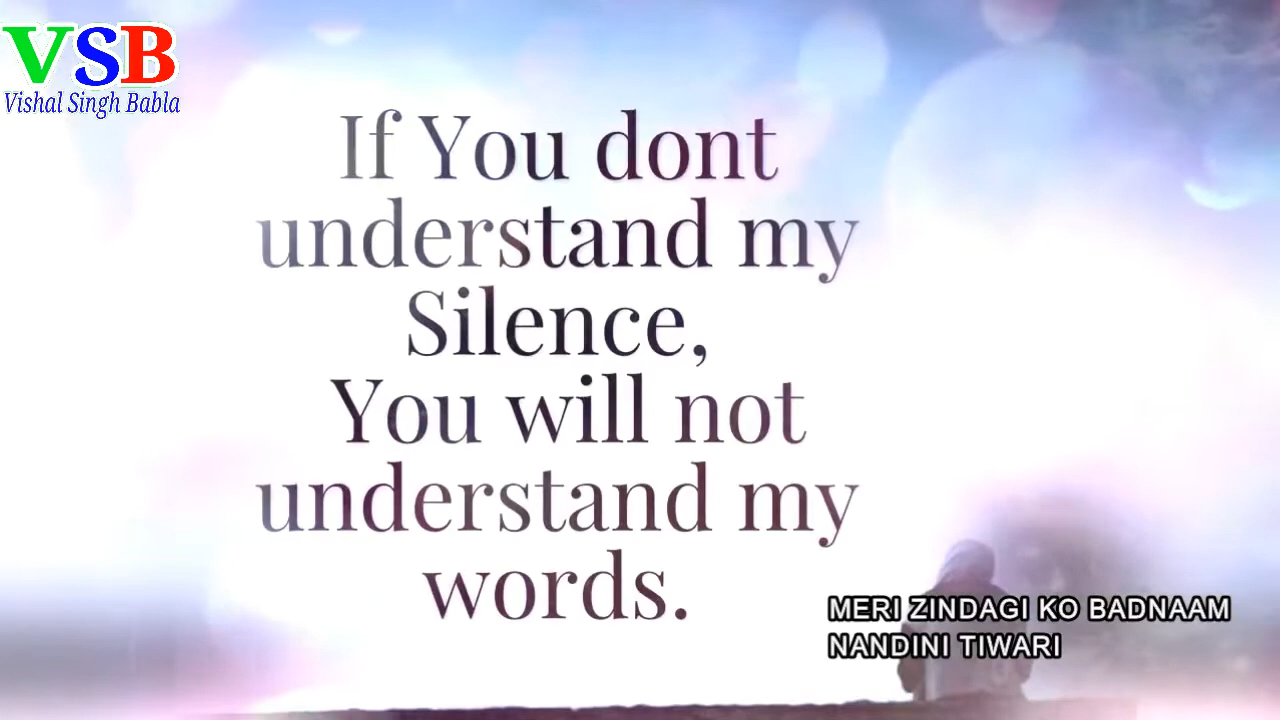 VSB
Vishal Singh Babla
If You dont
understand my
Silence,
You will not
understand my
words.
MERI ZINDAGI KO BADNAAM
NANDINI TIWARI